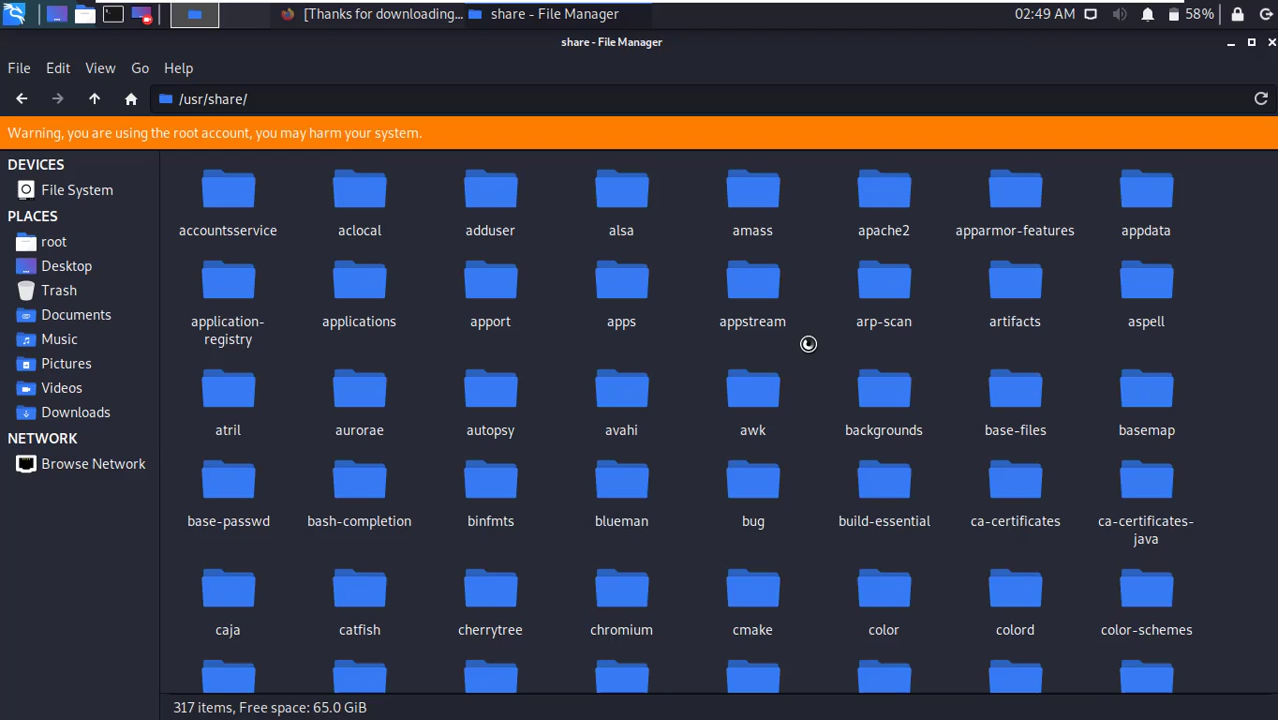 [Thanks for downloading...
share - File Manager
02:49 AM
58%
share - File Manager
File Edit View Go Help
/usr/share/
Warning, you are using the root account, you may harm your system.
DEVICES
File System
PLACES
root
Desktop
Trash
Documents
Music
Pictures
Videos
Downloads
NETWORK
Browse Network
accountsservice aclocal adduser alsa amass apache2 apparmor-features appdata
application-
registry
applications apport apps appstream arp-scan artifacts aspell
atril aurorae autopsy avahi awk backgrounds base-files basemap
base-passwd bash-completion binfmts blueman bug build-essential ca-certificates
ca-certificates-
java
caja catfish cherrytree chromium cmake color colord color-schemes
317 items, Free space: 65.0 GiB